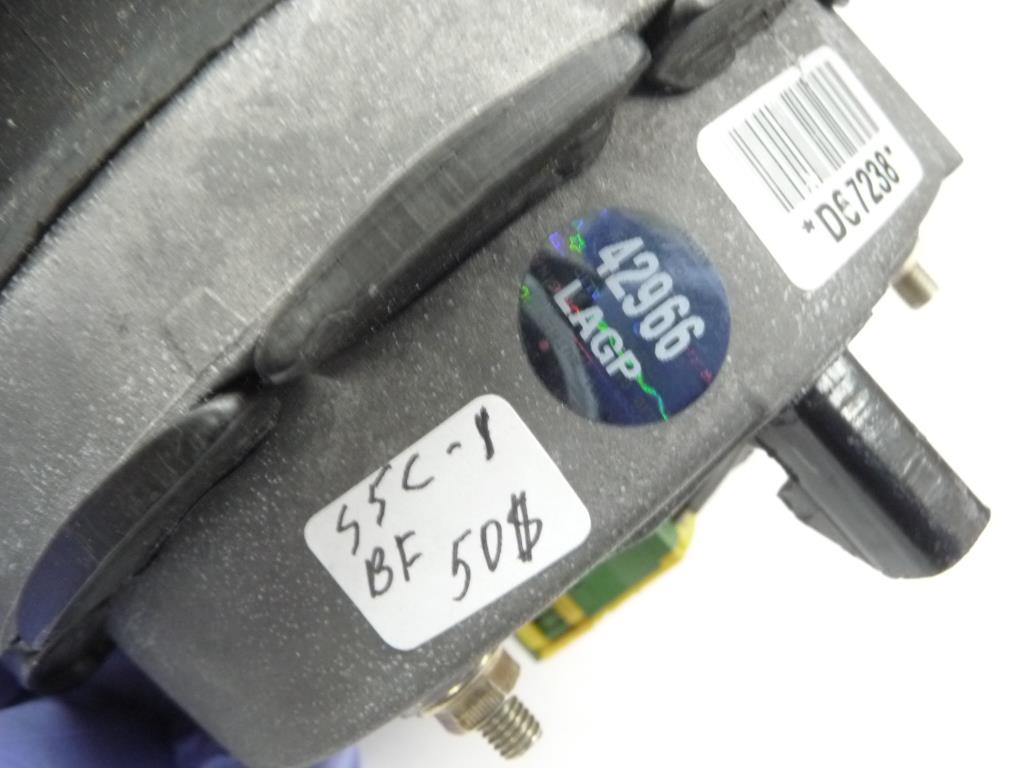 *DE7238*
42966
LAGP
55C-1
BF 50$